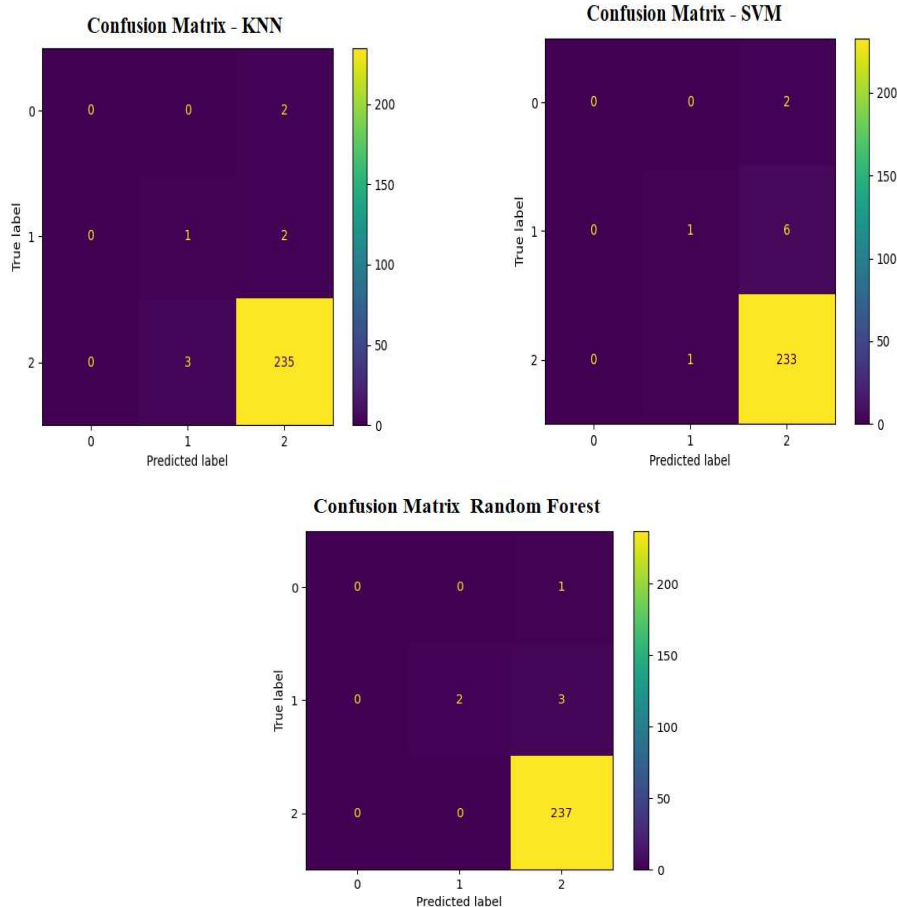 Confusion Matrix - KNN
0 0 0 2
1 0 1 2
2 0 3 235
0 1 2
True label
Predicted label
200
150
100
50
0
Confusion Matrix - SVM
0 0 0 2
1 0 1 6
2 0 1 233
0 1 2
True label
Predicted label
200
150
100
50
0
Confusion Matrix Random Forest
0 0 0 1
1 0 2 3
2 0 0 237
0 1 2
True label
Predicted label
200
150
100
50
0